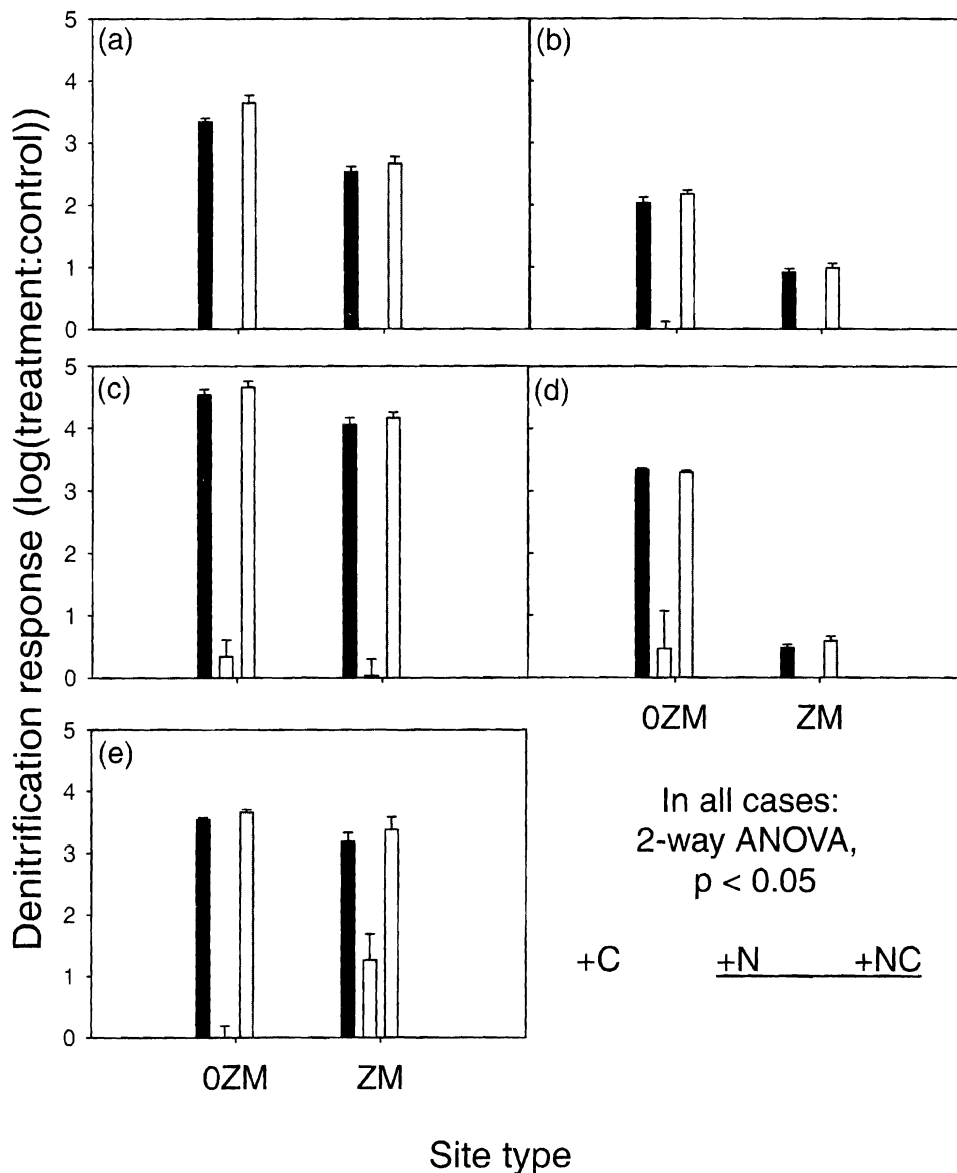 Denitrification response (log(treatment:control))
(a)
(b)
5
4
3
2
1
0
(c)
(d)
5
4
3
2
1
0
0ZM ZM
(e)
5
4
3
2
1
0
0ZM ZM
In all cases:
2-way ANOVA,
p < 0.05
+C +N +NC
Site type